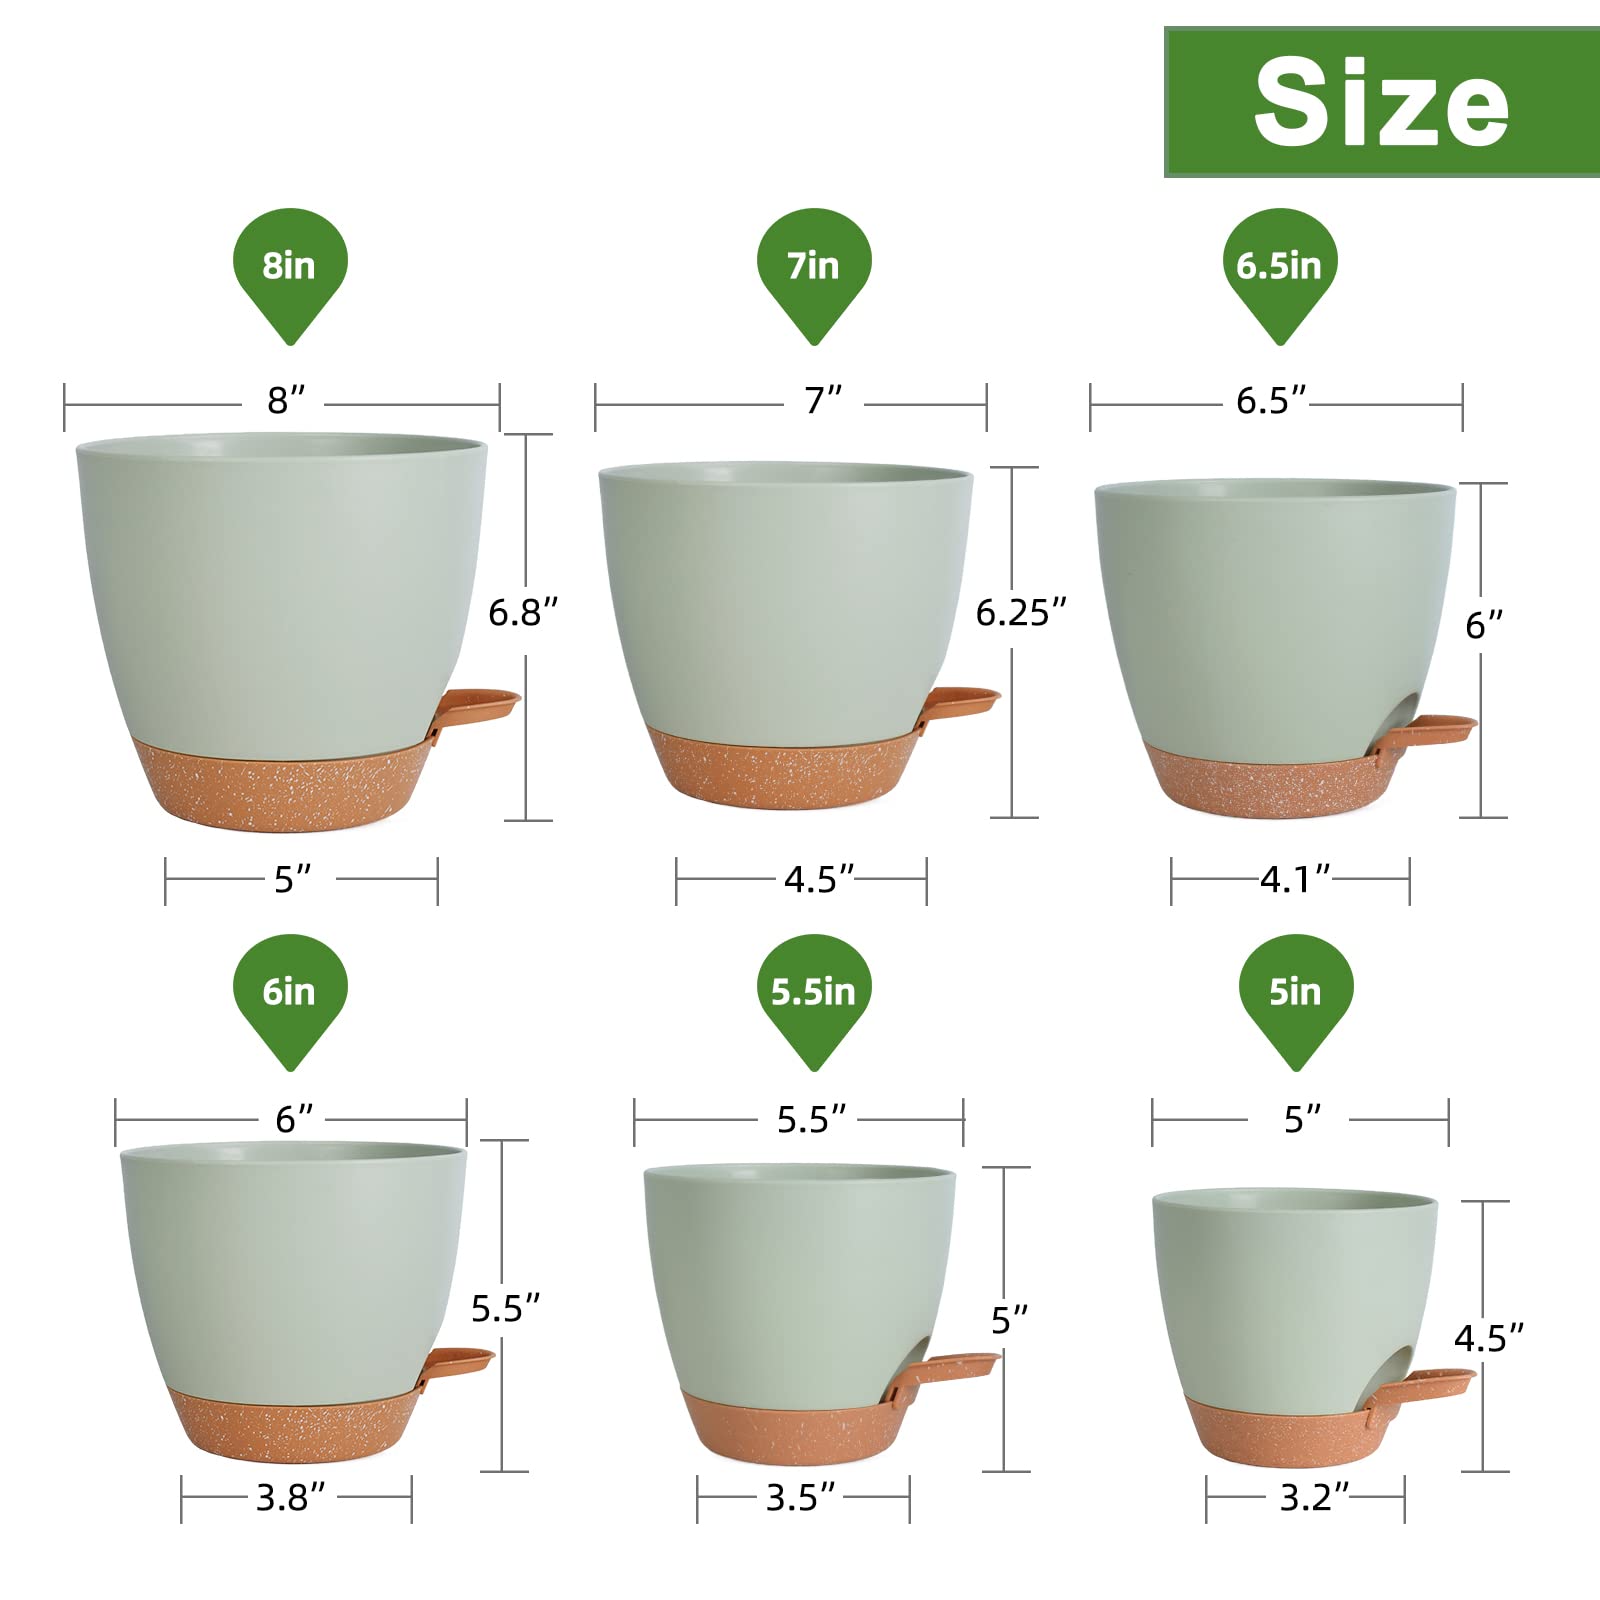 Size
8in
7in
6.5in
8”
7”
6.5”
6.8”
6.25”
6”
5”
4.5”
4.1”
6in
5.5in
5in
6”
5.5”
5”
5.5”
5”
4.5”
3.8”
3.5”
3.2”